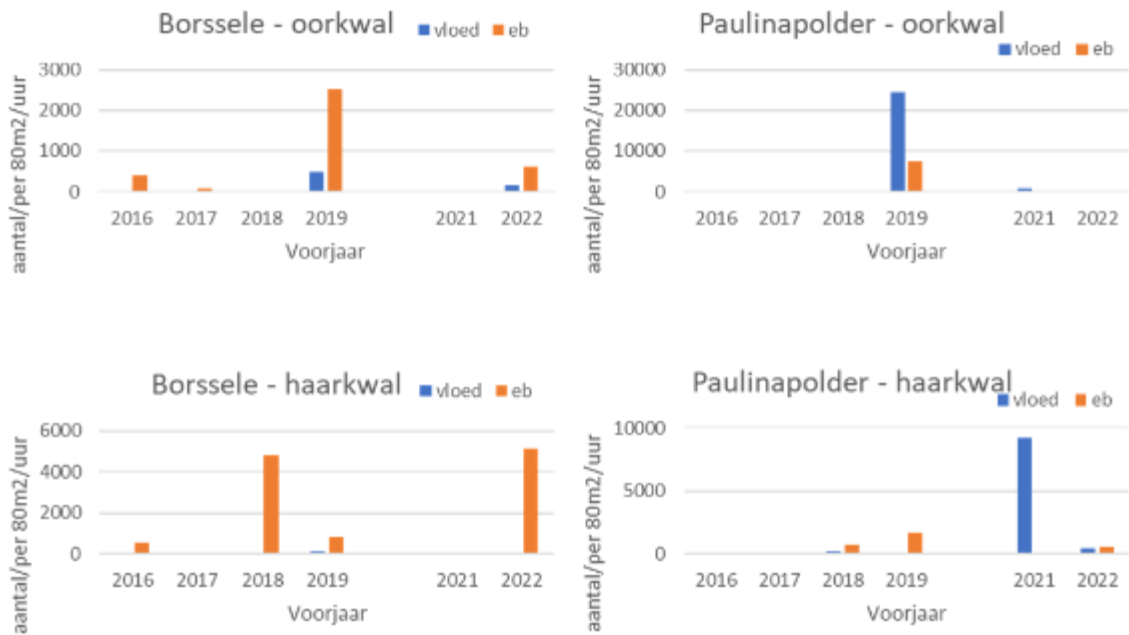 Borssele - oorkwal
vloed eb
aantal/per 80m2/uur
3000
2000
1000
0
2016 2017 2018 2019 2021 2022
Voorjaar
Paulinapolder - oorkwal
vloed eb
aantal/per 80m2/uur
30000
20000
10000
0
2016 2017 2018 2019 2021 2022
Voorjaar
Borssele - haarkwal
vloed eb
aantal/per 80m2/uur
6000
4000
2000
0
2016 2017 2018 2019 2021 2022
Voorjaar
Paulinapolder - haarkwal
vloed eb
aantal/per 80m2/uur
10000
5000
0
2016 2017 2018 2019 2021 2022
Voorjaar